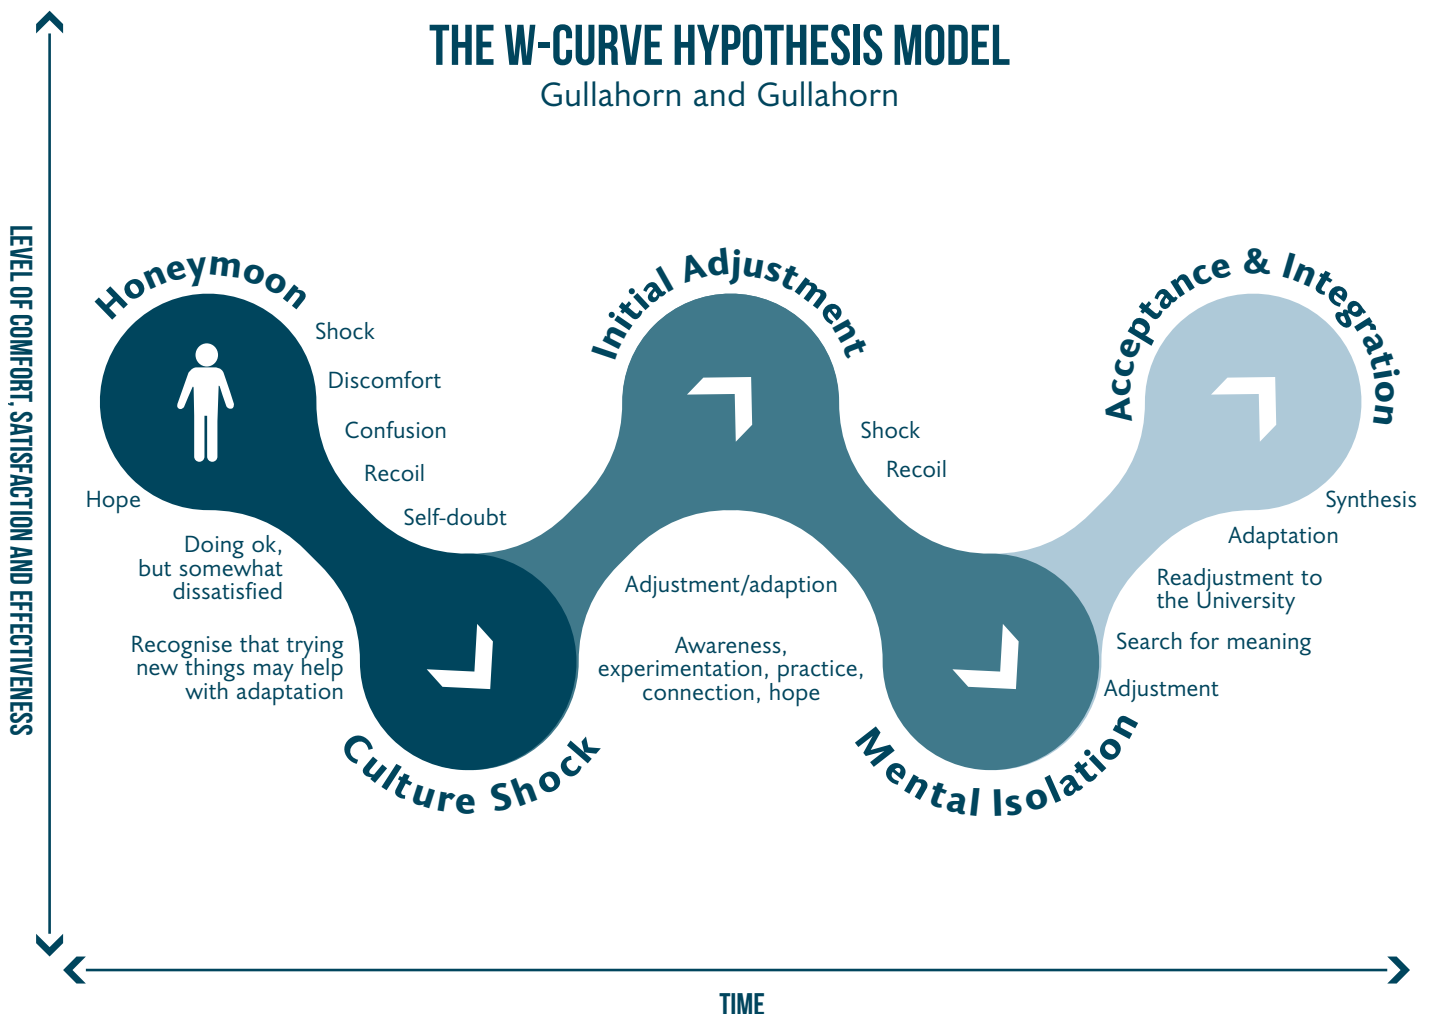 THE W-CURVE HYPOTHESIS MODEL
Gullahorn and Gullahorn
LEVEL OF COMFORT, SATISFACTION AND EFFECTIVENESS
Honeymoon
Shock
Discomfort
Confusion
Recoil
Self-doubt
Hope
Doing ok,
but somewhat
dissatisfied
Recognise that trying
new things may help
with adaptation
Culture Shock
Initial Adjustment
Adjustment/adaption
Awareness,
experimentation, practice,
connection, hope
Shock
Recoil
Mental Isolation
Acceptance & Integration
Synthesis
Adaptation
Readjustment to
the University
Search for meaning
Adjustment
TIME